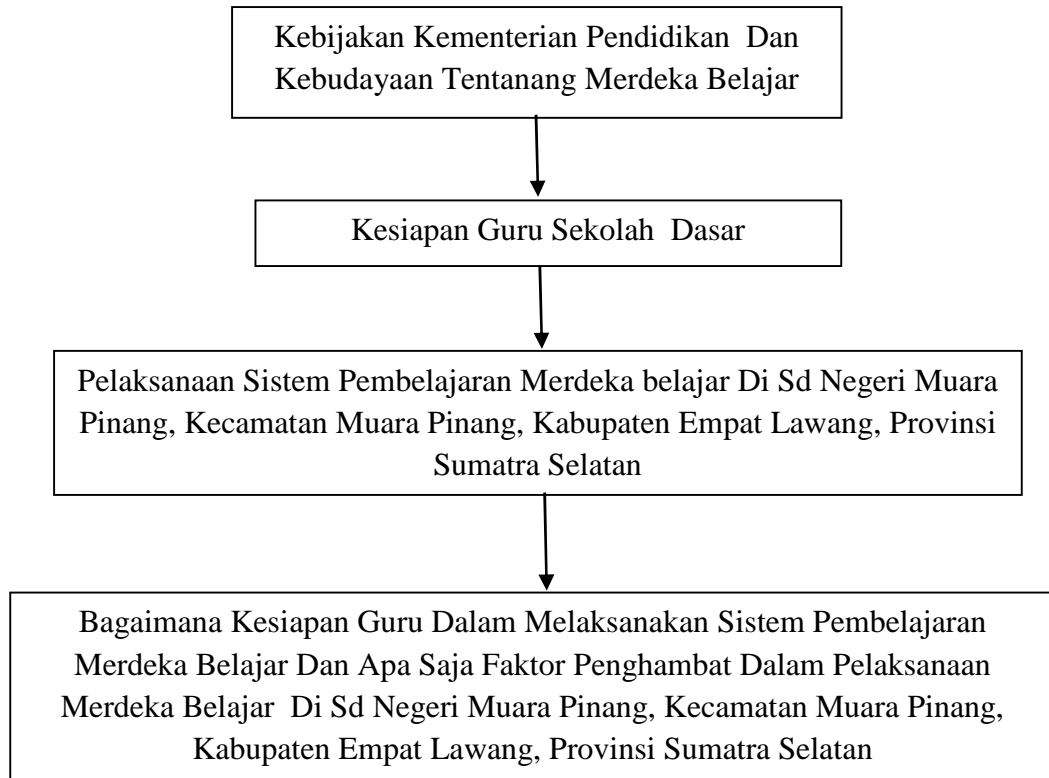 Kebijakan Kementerian Pendidikan Dan
Kebudayaan Tentanang Merdeka Belajar
Kesiapan Guru Sekolah Dasar
Pelaksanaan Sistem Pembelajaran Merdeka belajar Di Sd Negeri Muara
Pinang, Kecamatan Muara Pinang, Kabupaten Empat Lawang, Provinsi
Sumatra Selatan
Bagaimana Kesiapan Guru Dalam Melaksanakan Sistem Pembelajaran
Merdeka Belajar Dan Apa Saja Faktor Penghambat Dalam Pelaksanaan
Merdeka Belajar Di Sd Negeri Muara Pinang, Kecamatan Muara Pinang,
Kabupaten Empat Lawang, Provinsi Sumatra Selatan